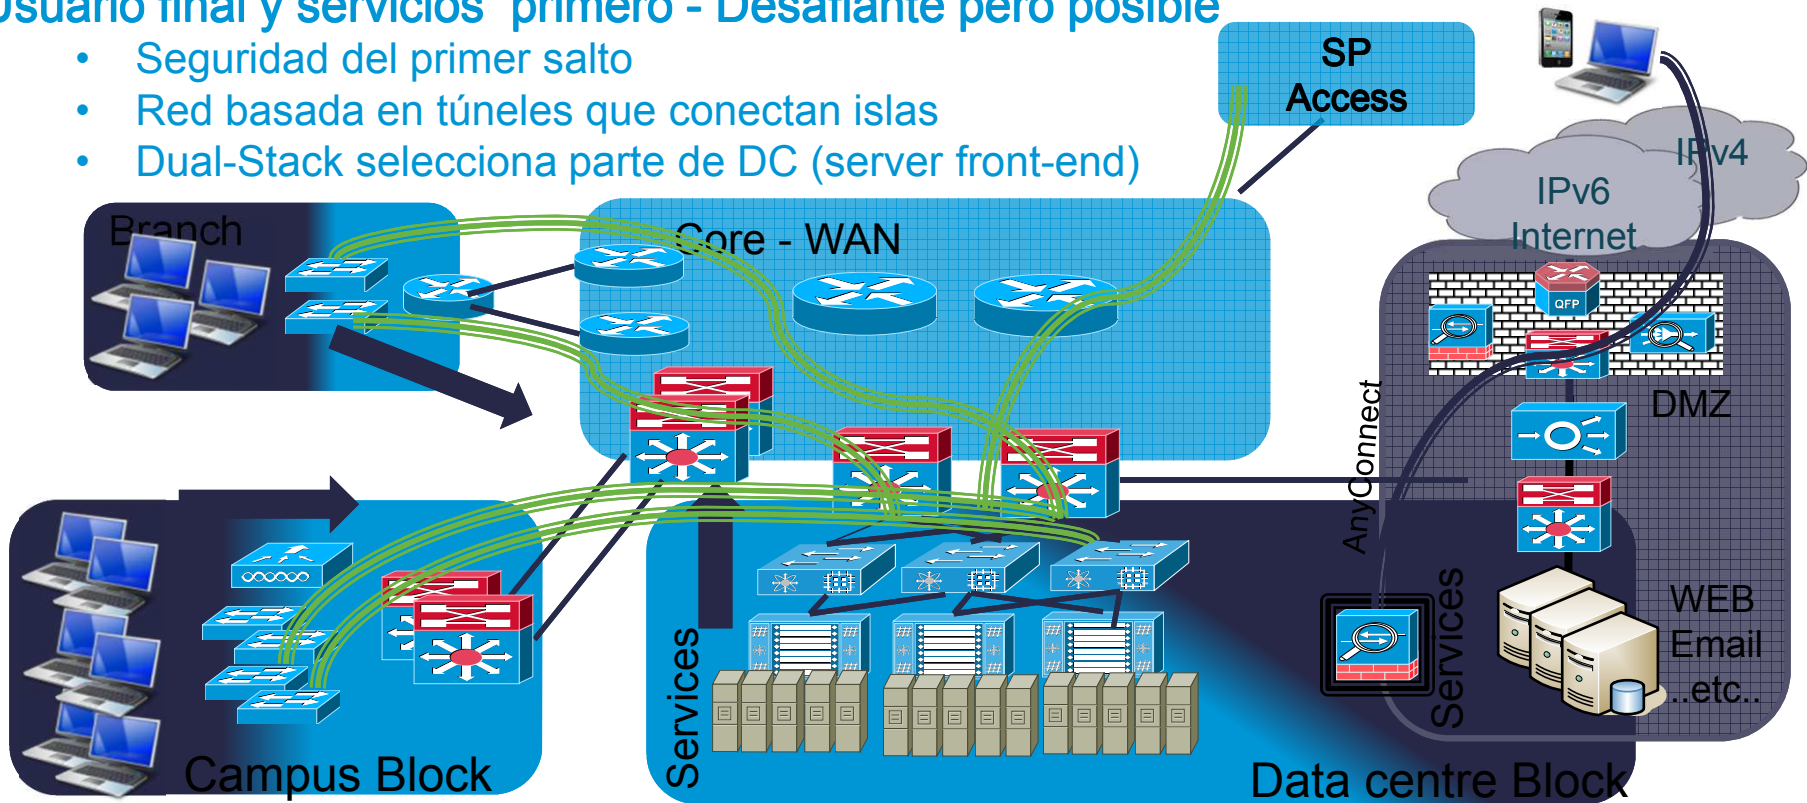 Usuario final y servicios primero - Desafiante pero posible
• Seguridad del primer salto
• Red basada en túneles que conectan islas
• Dual-Stack selecciona parte de DC (server front-end)
SP
Access
IPv4
IPv6
Internet
Branch
Core - WAN
QFP
DMZ
AnyConnect
Services
Services
WEB
Email
..etc..
Campus Block
Data centre Block